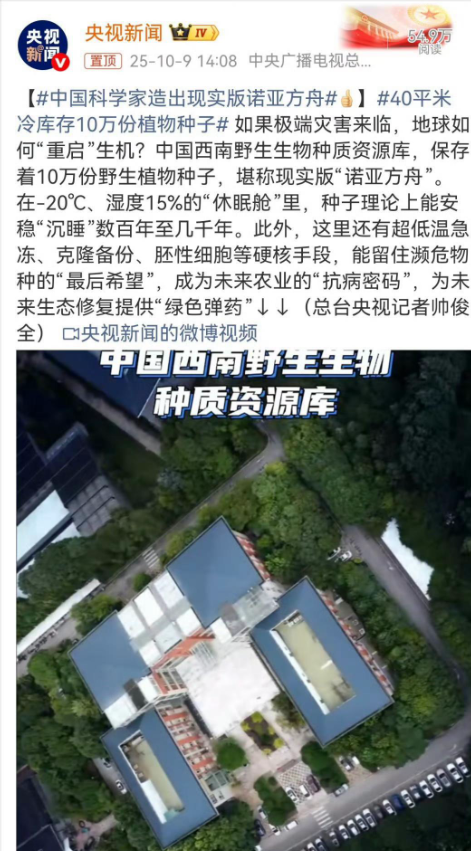 央视新闻
央视
新闻
IV
54.9万
阅读
置顶 25-10-9 14:08 中央广播电视总...
【#中国科学家造出现实版诺亚方舟#👍】#40平米
冷库存10万份植物种子# 如果极端灾害来临，地球如
何“重启”生机？中国西南野生生物种质资源库，保存
着10万份野生植物种子，堪称现实版“诺亚方舟”。
在-20℃、湿度15%的“休眠舱”里，种子理论上能安
稳“沉睡”数百年至几千年。此外，这里还有超低温急
冻、克隆备份、胚性细胞等硬核手段，能留住濒危物
种的“最后希望”，成为未来农业的“抗病密码”，为未
来生态修复提供“绿色弹药”↓↓（总台央视记者帅俊
全） 央视新闻的微博视频
中国西南野生生物
种质资源库